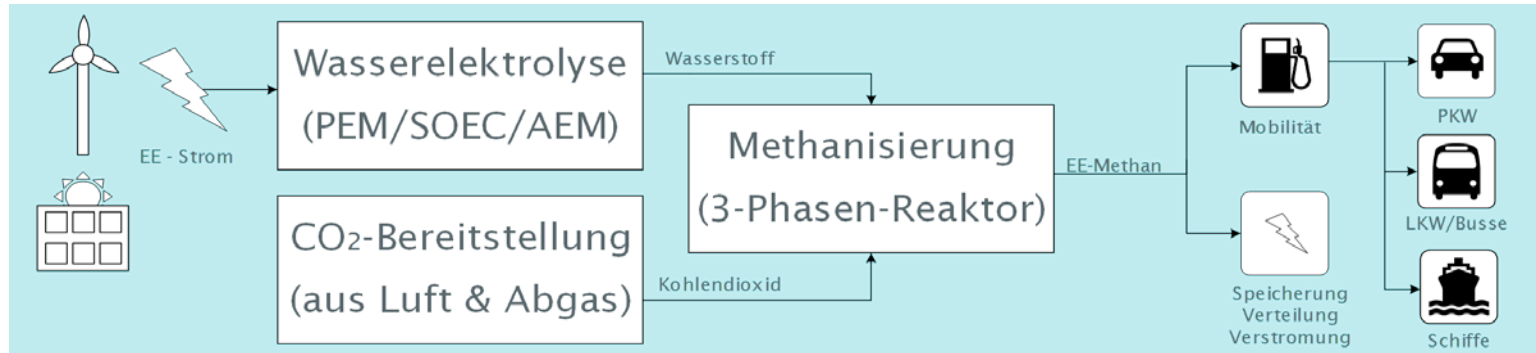 EE - Strom
Wasserelektrolyse
(PEM/SOEC/AEM)
CO₂-Bereitstellung
(aus Luft & Abgas)
Wasserstoff
Kohlendioxid
Methanisierung
(3-Phasen-Reaktor)
EE-Methan
Mobilität
Speicherung
Verteilung
Verstromung
PKW
LKW/Busse
Schiffe